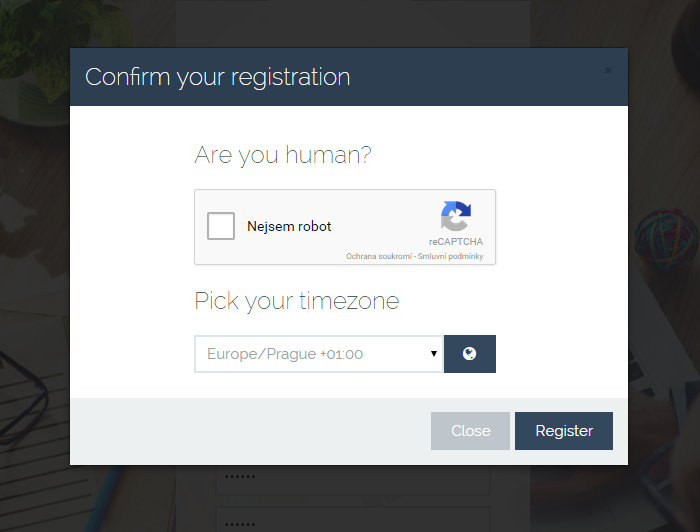 Confirm your registration
×
Are you human?
Nejsem robot
reCAPTCHA
Ochrana soukromí - Smluvní podmínky
Pick your timezone
Europe/Prague +01:00
Close
Register
••••••
••••••